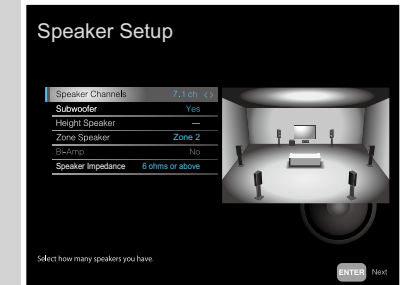 Speaker Setup
Speaker Channels 7.1 ch < >
Subwoofer Yes
Height Speaker ---
Zone Speaker Zone 2
Bi-Amp No
Speaker Impedance 6 ohms or above
Select how many speakers you have.
ENTER Next